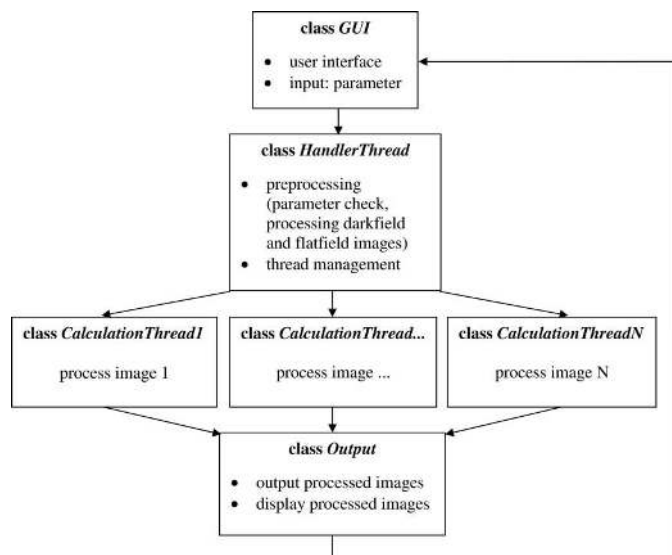 class GUI
• user interface
• input: parameter
class HandlerThread
• preprocessing
(parameter check,
processing darkfield
and flatfield images)
• thread management
class CalculationThread1
process image 1
class CalculationThread...
process image ...
class CalculationThreadN
process image N
class Output
• output processed images
• display processed images